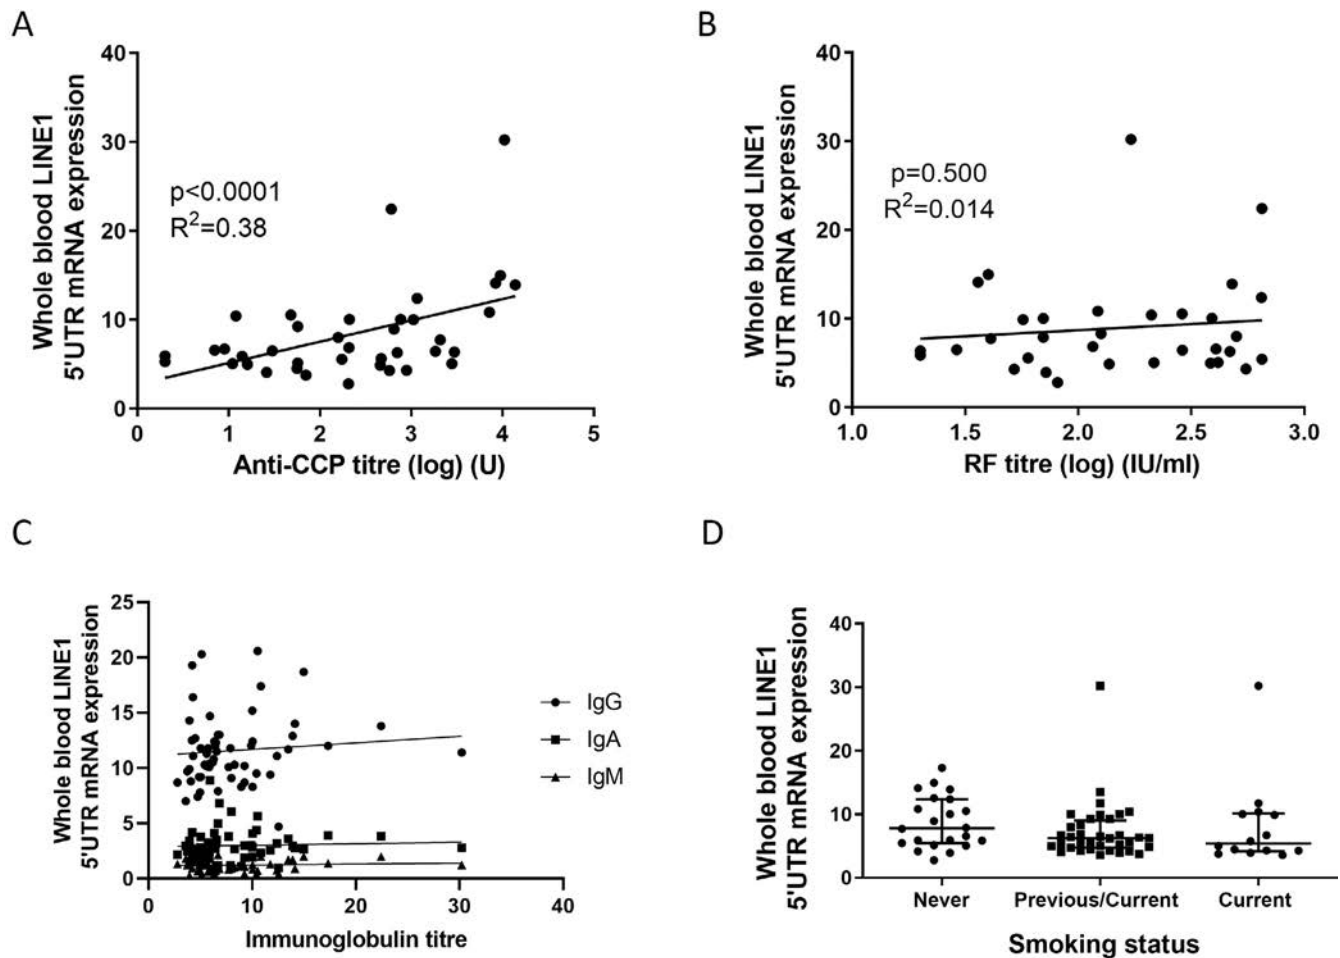 A
Whole blood LINE1
5'UTR mRNA expression
40
30
20
10
0
p<0.0001
R²=0.38
0 1 2 3 4 5
Anti-CCP titre (log) (U)
B
Whole blood LINE1
5'UTR mRNA expression
40
30
20
10
0
p=0.500
R²=0.014
1.0 1.5 2.0 2.5 3.0
RF titre (log) (IU/ml)
C
Whole blood LINE1
5'UTR mRNA expression
25
20
15
10
5
0
IgG
IgA
IgM
0 10 20 30 40
Immunoglobulin titre
D
Whole blood LINE1
5'UTR mRNA expression
40
30
20
10
0
Never Previous/Current Current
Smoking status